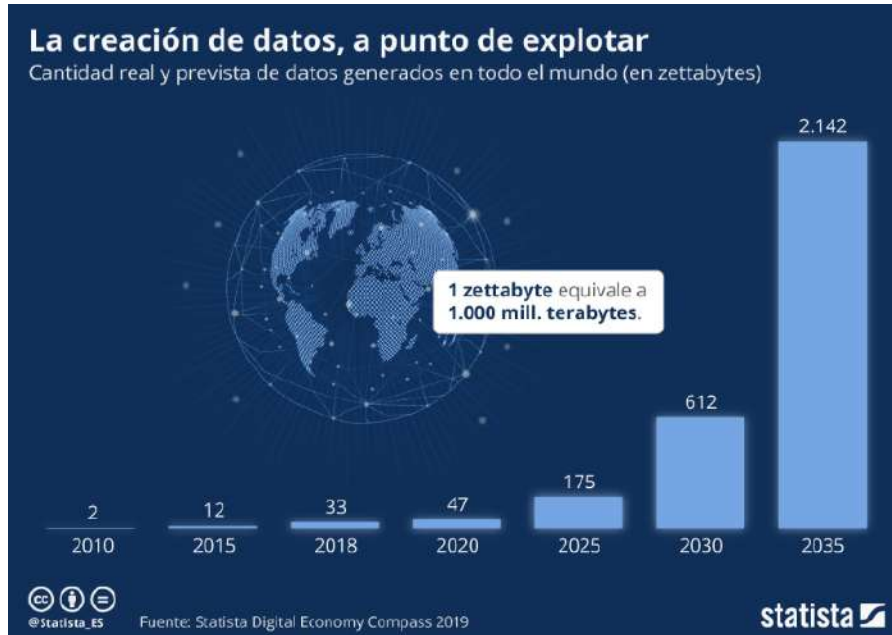 La creación de datos, a punto de explotar
Cantidad real y prevista de datos generados en todo el mundo (en zettabytes)
2.142
1 zettabyte equivale a
1.000 mill. terabytes.
612
175
47
33
12
2
2010 2015 2018 2020 2025 2030 2035
@Statista_ES Fuente: Statista Digital Economy Compass 2019
statista